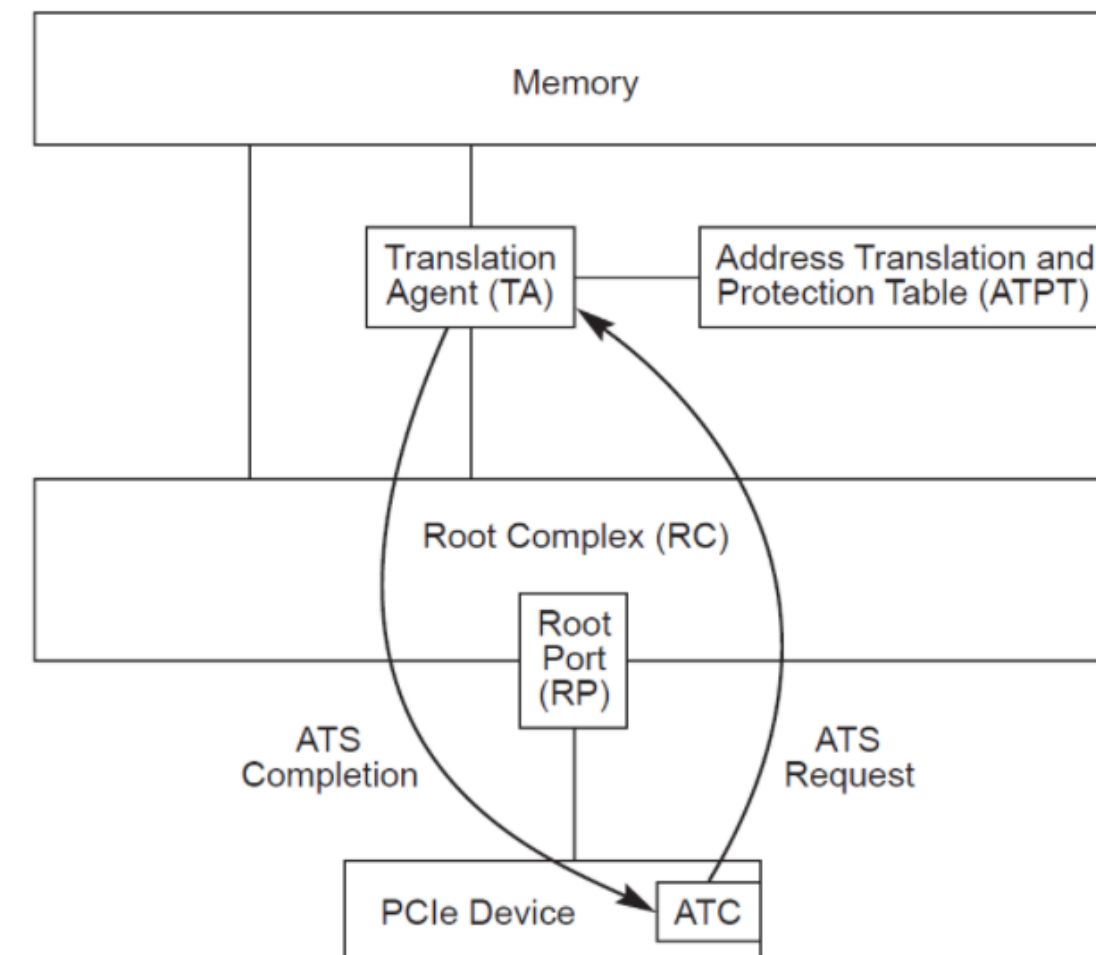 Memory
Translation
Agent (TA)
Address Translation and
Protection Table (ATPT)
Root Complex (RC)
Root
Port
(RP)
ATS
Completion
ATS
Request
PCIe Device
ATC